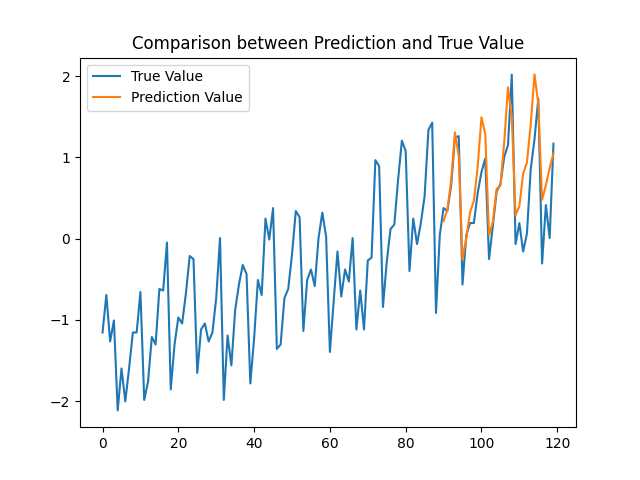 Comparison between Prediction and True Value
True Value
Prediction Value
2
1
0
−1
−2
0 20 40 60 80 100 120